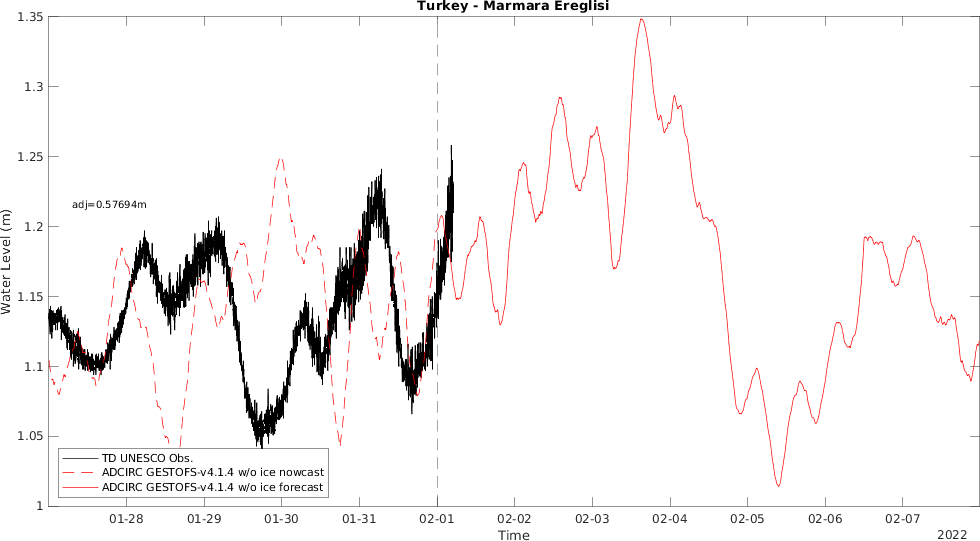 Turkey - Marmara Ereglisi
1.35
1.3
1.25
1.2
1.15
1.1
1.05
1
Water Level (m)
adj=0.57694m
TD UNESCO Obs.
ADCIRC GESTOFS-v4.1.4 w/o ice nowcast
ADCIRC GESTOFS-v4.1.4 w/o ice forecast
01-28 01-29 01-30 01-31 02-01 02-02 02-03 02-04 02-05 02-06 02-07
Time
2022